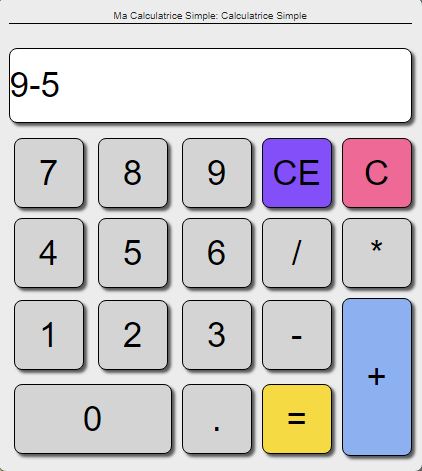 Ma Calculatrice Simple: Calculatrice Simple
9-5
7 8 9 CE C
4 5 6 / *
1 2 3 -
+
0 . =